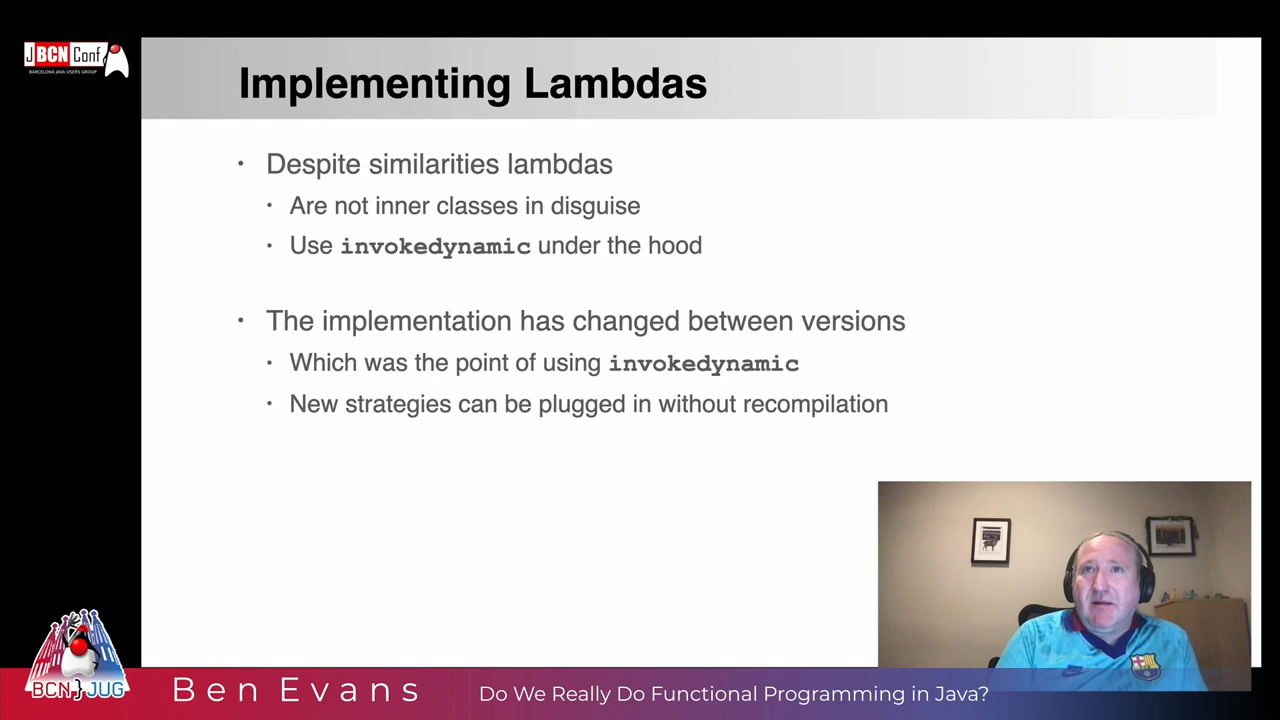 JBCNConf
BARCELONA JAVA USERS GROUP
Implementing Lambdas
• Despite similarities lambdas
• Are not inner classes in disguise
• Use invokedynamic under the hood
• The implementation has changed between versions
• Which was the point of using invokedynamic
• New strategies can be plugged in without recompilation
BCN JUG
Ben Evans
Do We Really Do Functional Programming in Java?